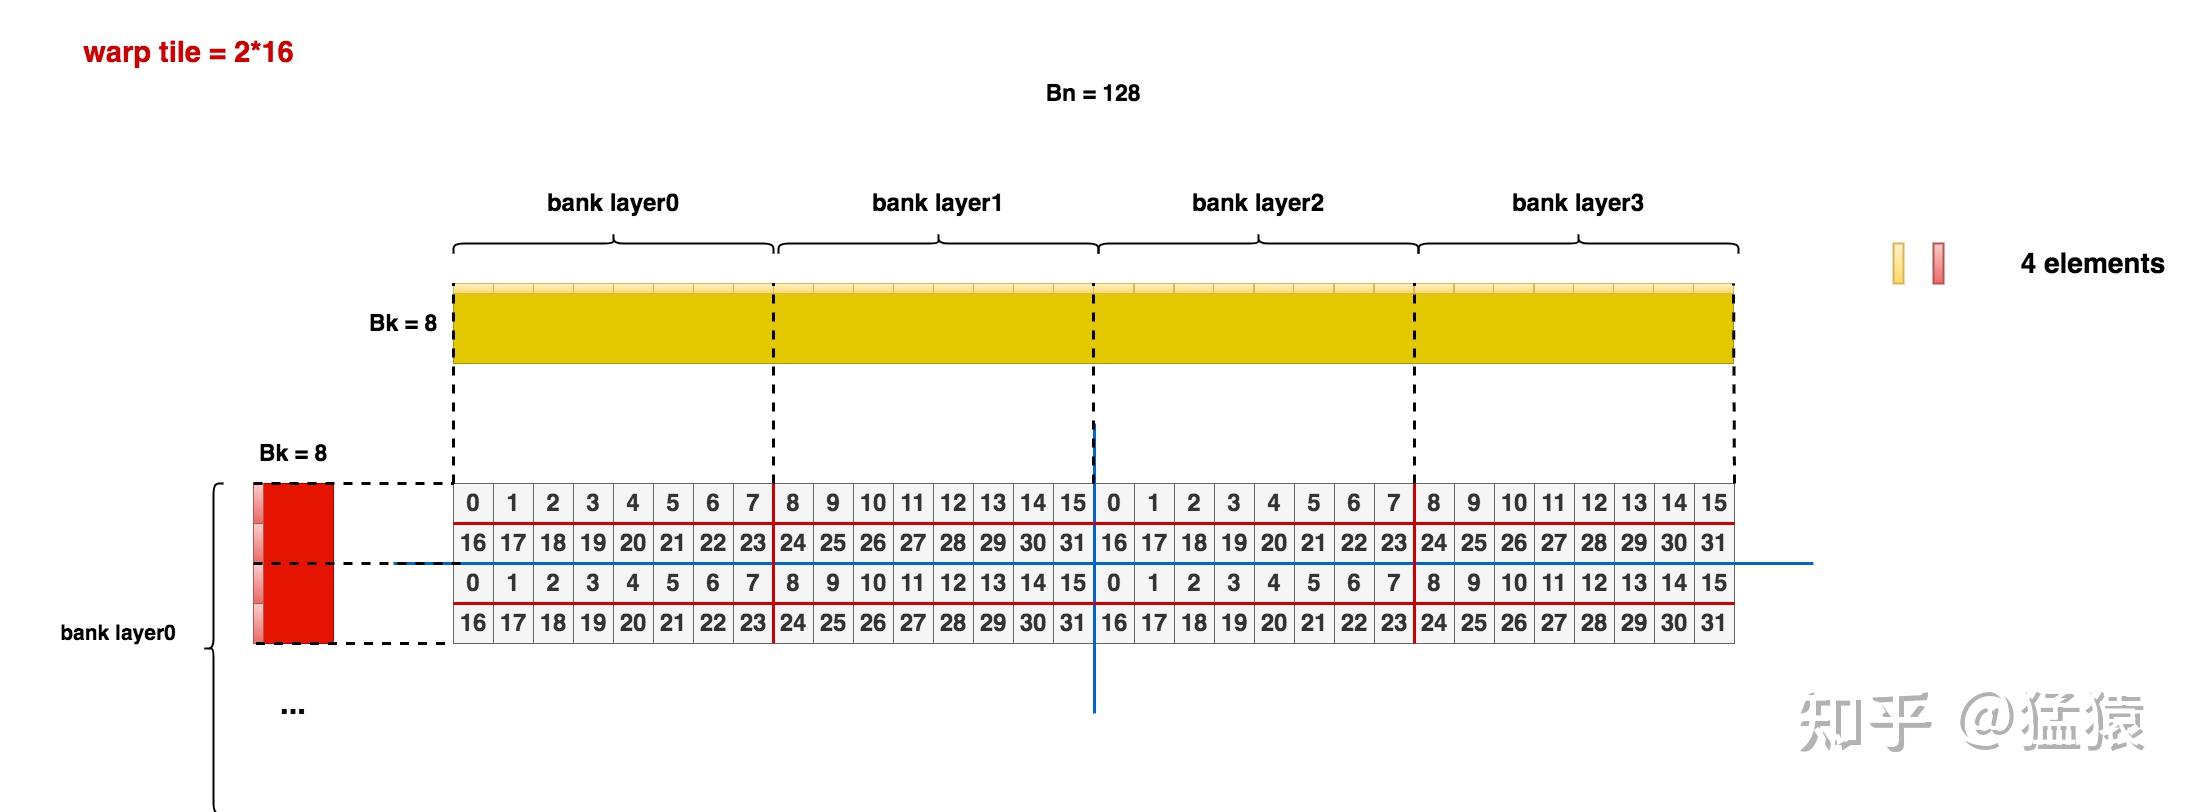 warp tile = 2*16
Bn = 128
bank layer0 bank layer1 bank layer2 bank layer3
4 elements
Bk = 8
Bk = 8
0 1 2 3 4 5 6 7 8 9 10 11 12 13 14 15 0 1 2 3 4 5 6 7 8 9 10 11 12 13 14 15
16 17 18 19 20 21 22 23 24 25 26 27 28 29 30 31 16 17 18 19 20 21 22 23 24 25 26 27 28 29 30 31
0 1 2 3 4 5 6 7 8 9 10 11 12 13 14 15 0 1 2 3 4 5 6 7 8 9 10 11 12 13 14 15
16 17 18 19 20 21 22 23 24 25 26 27 28 29 30 31 16 17 18 19 20 21 22 23 24 25 26 27 28 29 30 31
bank layer0
...
知乎 @猛猿